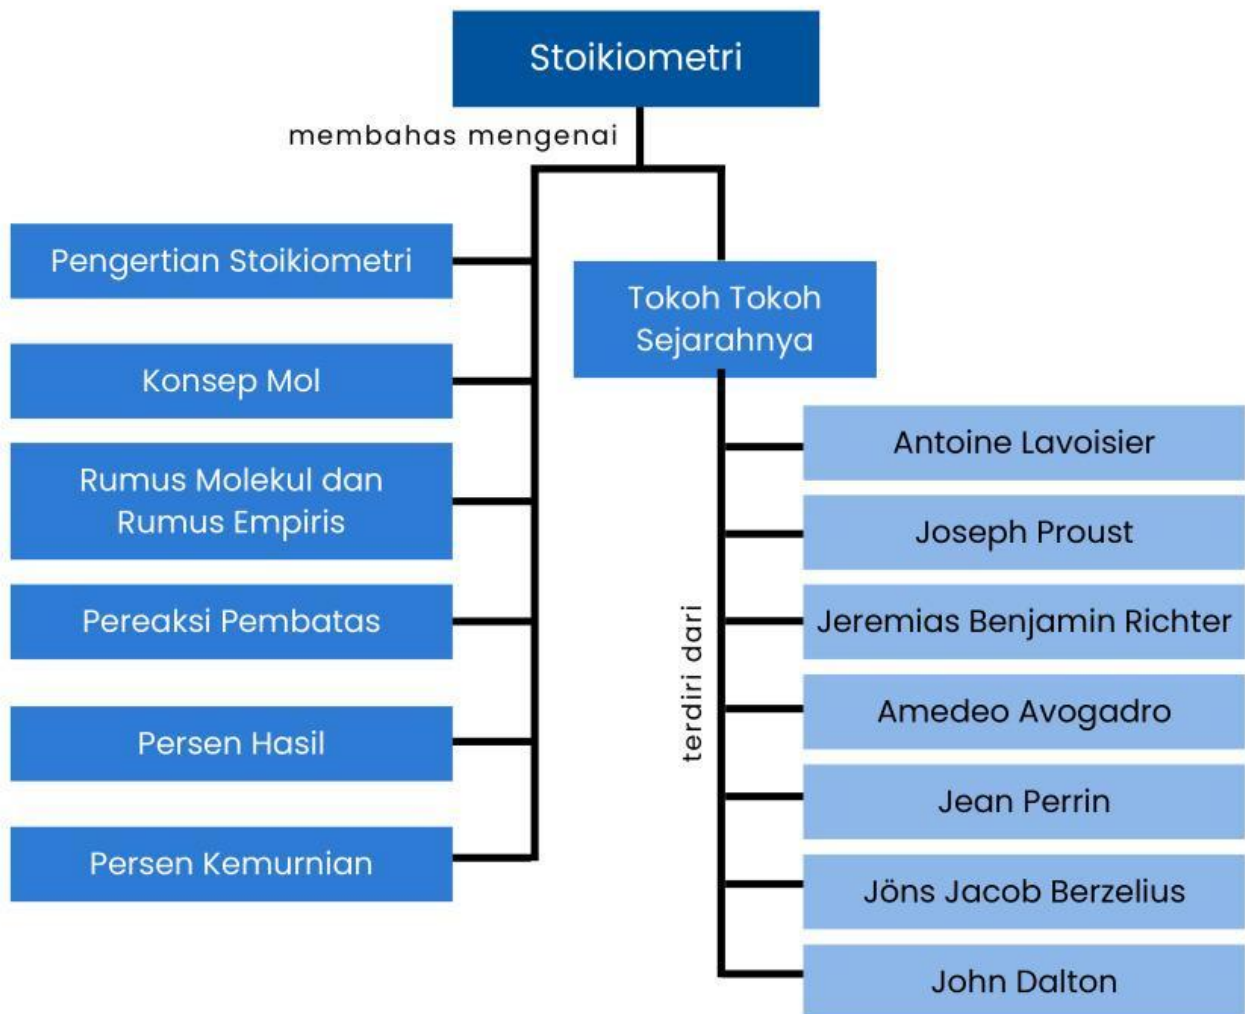 Stoikiometri
membahas mengenai
Pengertian Stoikiometri
Konsep Mol
Rumus Molekul dan
Rumus Empiris
Pereaksi Pembatas
Persen Hasil
Persen Kemurnian
Tokoh Tokoh
Sejarahnya
terdiri dari
Antoine Lavoisier
Joseph Proust
Jeremias Benjamin Richter
Amedeo Avogadro
Jean Perrin
Jöns Jacob Berzelius
John Dalton